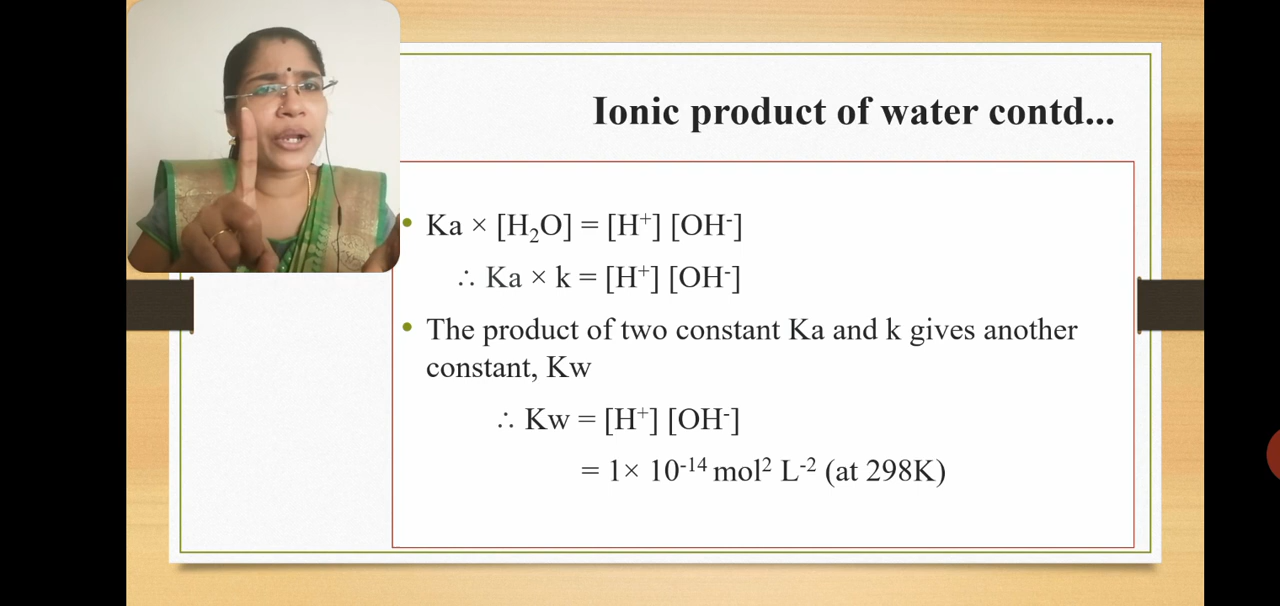 Ionic product of water contd...
• Ka × [H₂O] = [H⁺] [OH⁻]
∴ Ka × k = [H⁺] [OH⁻]
• The product of two constant Ka and k gives another
constant, Kw
∴ Kw = [H⁺] [OH⁻]
= 1× 10⁻¹⁴ mol² L⁻² (at 298K)